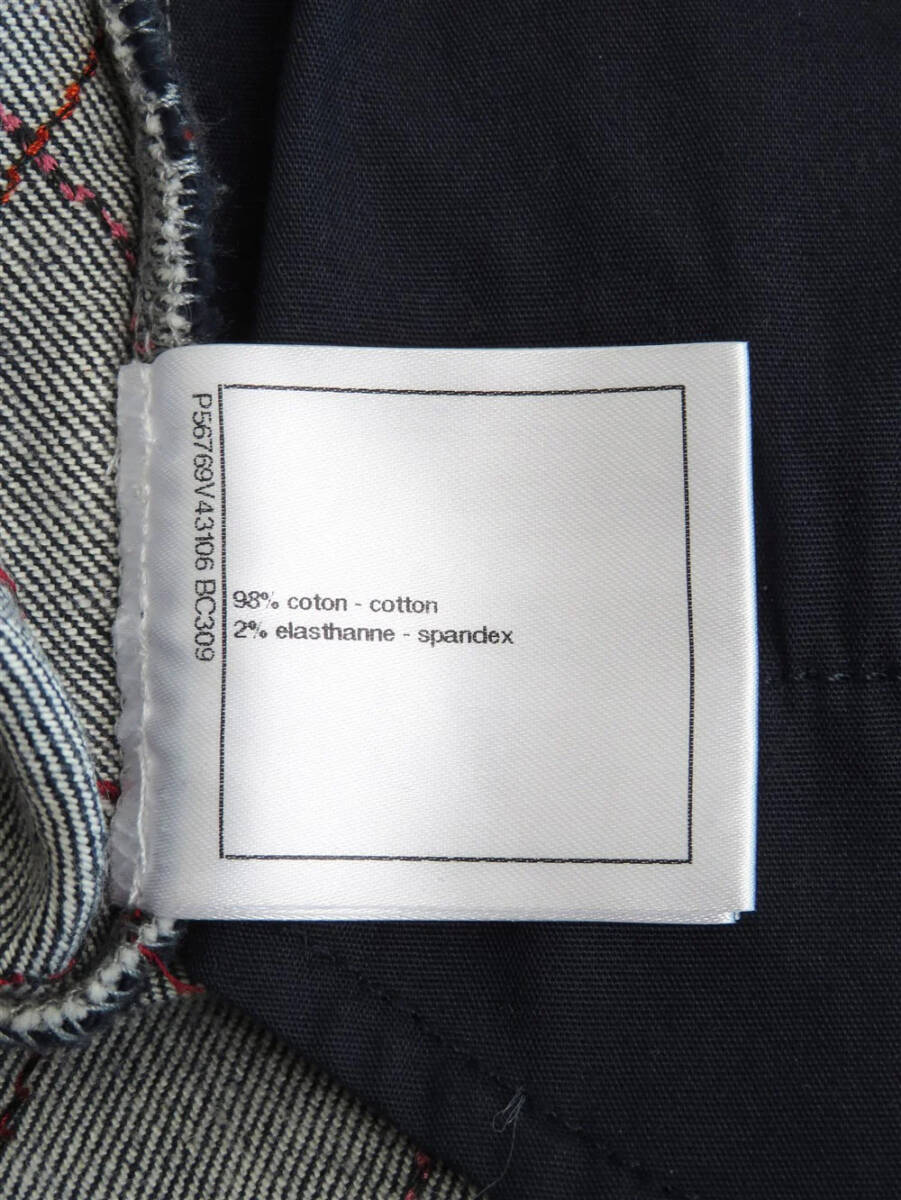 P56769V43106 BC309
98% coton - cotton
2% elasthanne - spandex